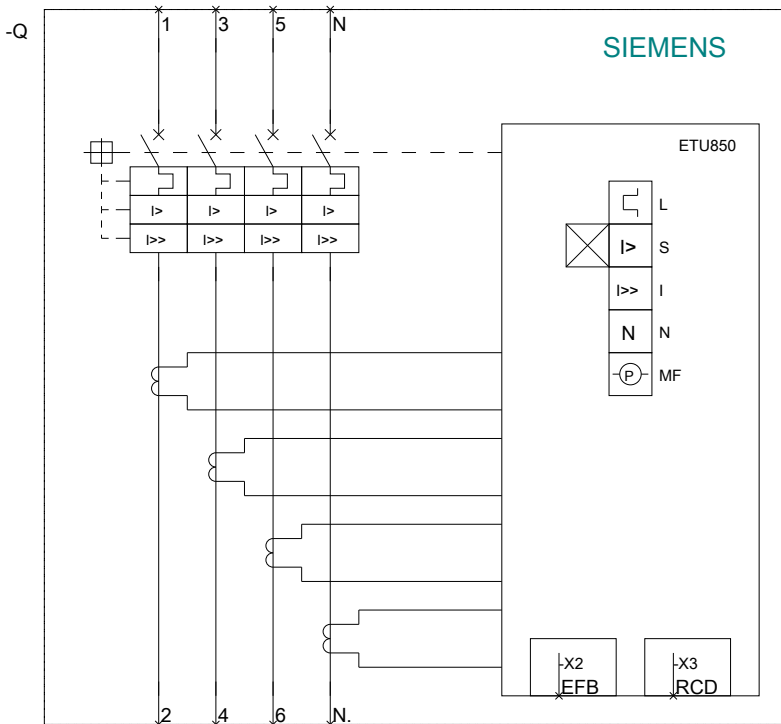 -Q
1 3 5 N
SIEMENS
ETU850
L
I> I> I> I>
I>> I>> I>> I>>
I> S
I>> I
N N
P MF
-X2
EFB
-X3
RCD
2 4 6 N.